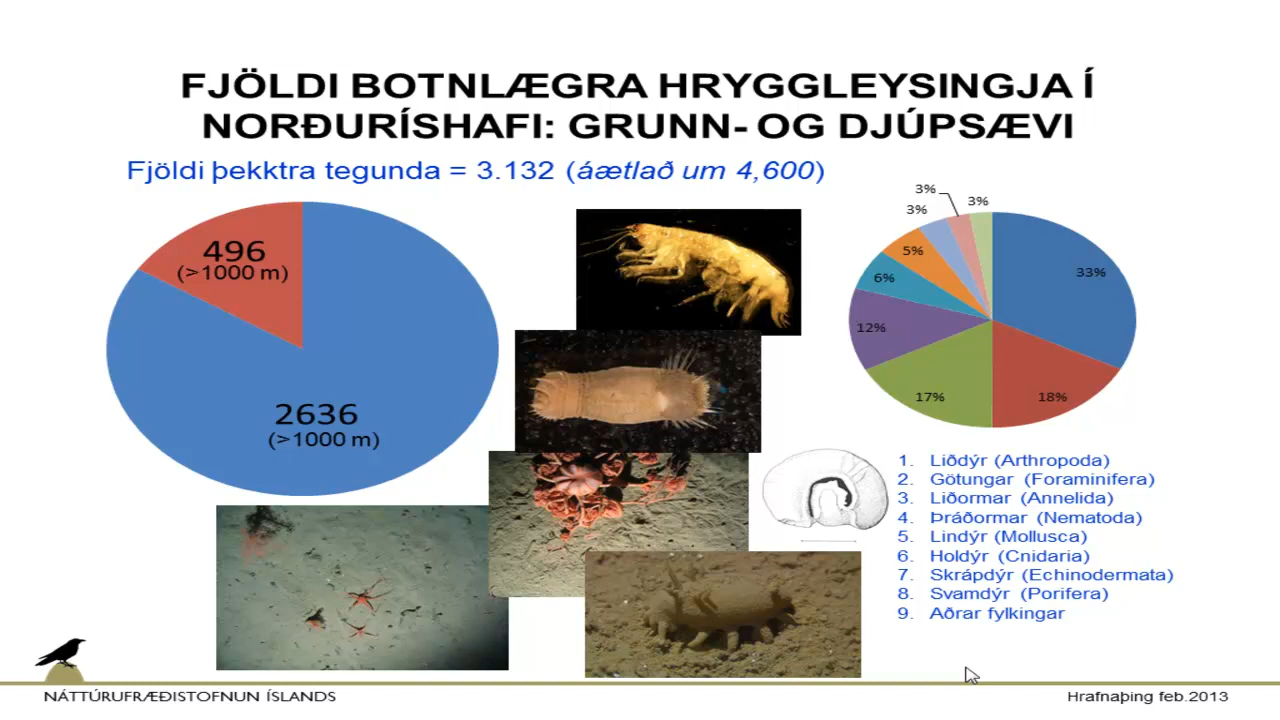 FJÖLDI BOTNLÆGRA HRYGGLEYSINGJA Í
NORÐURÍSHAFI: GRUNN- OG DJÚPSÆVI
Fjöldi þekktra tegunda = 3.132 (áætlað um 4,600)
496
(>1000 m)
2636
(>1000 m)
3%
3%
3%
5%
6%
12%
17%
18%
33%
1. Liðdýr (Arthropoda)
2. Götungar (Foraminifera)
3. Liðormar (Annelida)
4. Þráðormar (Nematoda)
5. Lindýr (Mollusca)
6. Holdýr (Cnidaria)
7. Skrápdýr (Echinodermata)
8. Svamdýr (Porifera)
9. Aðrar fylkingar
NÁTTÚRUFRÆÐISTOFNUN ÍSLANDS
Hrafnaþing feb.2013